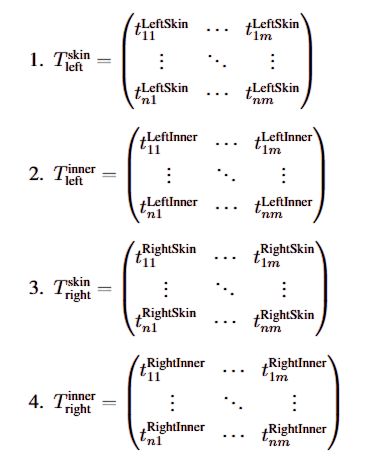 1. $T_{\text{left}}^{\text{skin}} = \begin{pmatrix} t_{11}^{\text{LeftSkin}} & \cdots & t_{1m}^{\text{LeftSkin}} \\ \vdots & \ddots & \vdots \\ t_{n1}^{\text{LeftSkin}} & \cdots & t_{nm}^{\text{LeftSkin}} \end{pmatrix}$
2. $T_{\text{left}}^{\text{inner}} = \begin{pmatrix} t_{11}^{\text{LeftInner}} & \cdots & t_{1m}^{\text{LeftInner}} \\ \vdots & \ddots & \vdots \\ t_{n1}^{\text{LeftInner}} & \cdots & t_{nm}^{\text{LeftInner}} \end{pmatrix}$
3. $T_{\text{right}}^{\text{skin}} = \begin{pmatrix} t_{11}^{\text{RightSkin}} & \cdots & t_{1m}^{\text{RightSkin}} \\ \vdots & \ddots & \vdots \\ t_{n1}^{\text{RightSkin}} & \cdots & t_{nm}^{\text{RightSkin}} \end{pmatrix}$
4. $T_{\text{right}}^{\text{inner}} = \begin{pmatrix} t_{11}^{\text{RightInner}} & \cdots & t_{1m}^{\text{RightInner}} \\ \vdots & \ddots & \vdots \\ t_{n1}^{\text{RightInner}} & \cdots & t_{nm}^{\text{RightInner}} \end{pmatrix}$